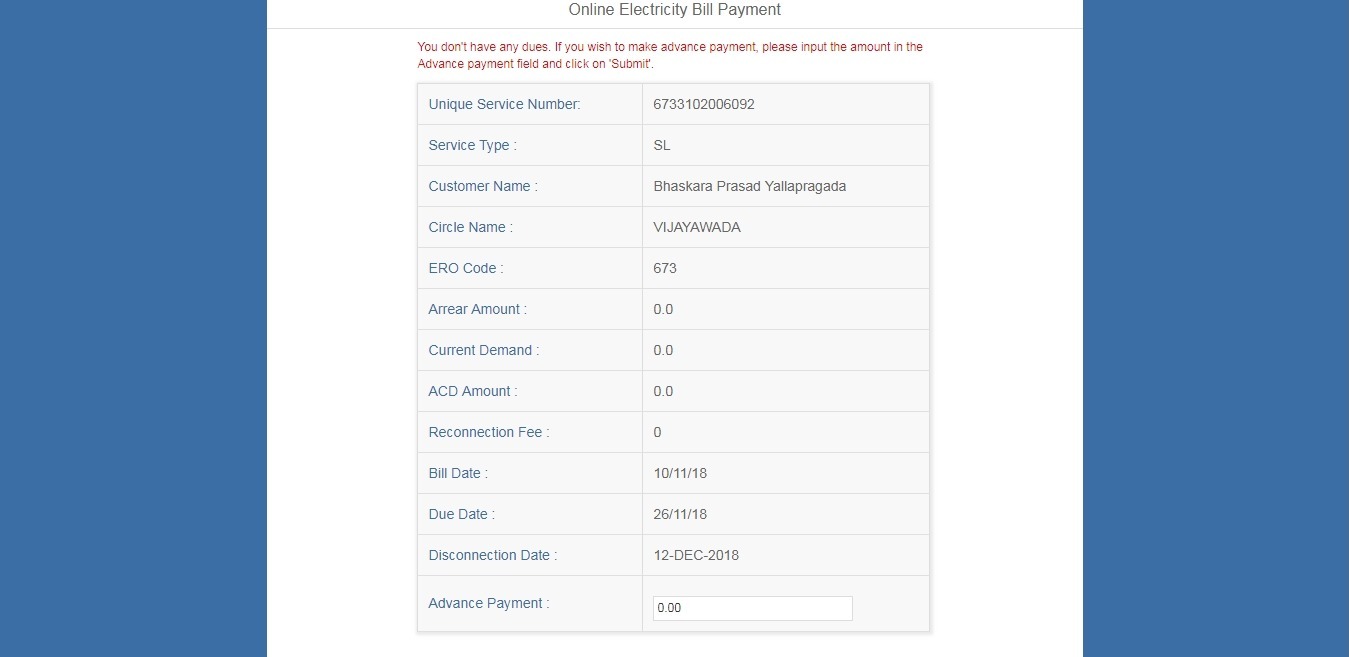 Online Electricity Bill Payment
You don't have any dues. If you wish to make advance payment, please input the amount in the
Advance payment field and click on 'Submit'.
Unique Service Number: 6733102006092
Service Type : SL
Customer Name : Bhaskara Prasad Yallapragada
Circle Name : VIJAYAWADA
ERO Code : 673
Arrear Amount : 0.0
Current Demand : 0.0
ACD Amount : 0.0
Reconnection Fee : 0
Bill Date : 10/11/18
Due Date : 26/11/18
Disconnection Date : 12-DEC-2018
Advance Payment : 0.00